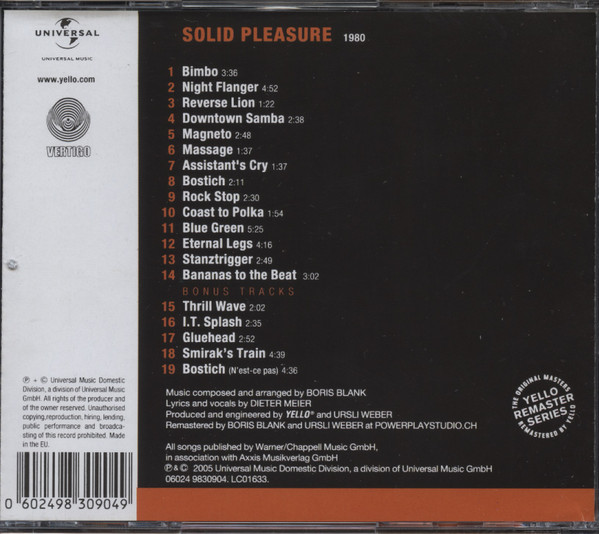 UNIVERSAL
UNIVERSAL MUSIC
www.yello.com
VERTIGO
SOLID PLEASURE 1980
1 Bimbo 3:36
2 Night Flanger 4:52
3 Reverse Lion 1:22
4 Downtown Samba 2:38
5 Magneto 2:48
6 Massage 1:37
7 Assistant's Cry 1:37
8 Bostich 2:11
9 Rock Stop 2:30
10 Coast to Polka 1:54
11 Blue Green 5:25
12 Eternal Legs 4:16
13 Stanztrigger 2:49
14 Bananas to the Beat 3:02
BONUS TRACKS
15 Thrill Wave 2:02
16 I.T. Splash 2:35
17 Gluehead 2:52
18 Smirak's Train 4:39
19 Bostich (N'est-ce pas) 4:36
Music composed and arranged by BORIS BLANK
Lyrics and vocals by DIETER MEIER
Produced and engineered by YELLO® and URSLI WEBER
Remastered by BORIS BLANK and URSLI WEBER at POWERPLAYSTUDIO.CH
All songs published by Warner/Chappell Music GmbH,
in association with Axxis Musikverlag GmbH
℗ & © 2005 Universal Music Domestic Division, a division of Universal Music GmbH
06024 9830904. LC01633.
THE ORIGINAL MASTERS
YELLO
REMASTER
SERIES
REMASTERED BY YELLO
℗ + © Universal Music Domestic
Division, a division of Universal Music
GmbH. All rights of the producer and
of the owner reserved. Unauthorised
copying,reproduction, hiring, lending,
public performance and broadca-
sting of this record prohibited. Made in
the EU.
0 602498 309049